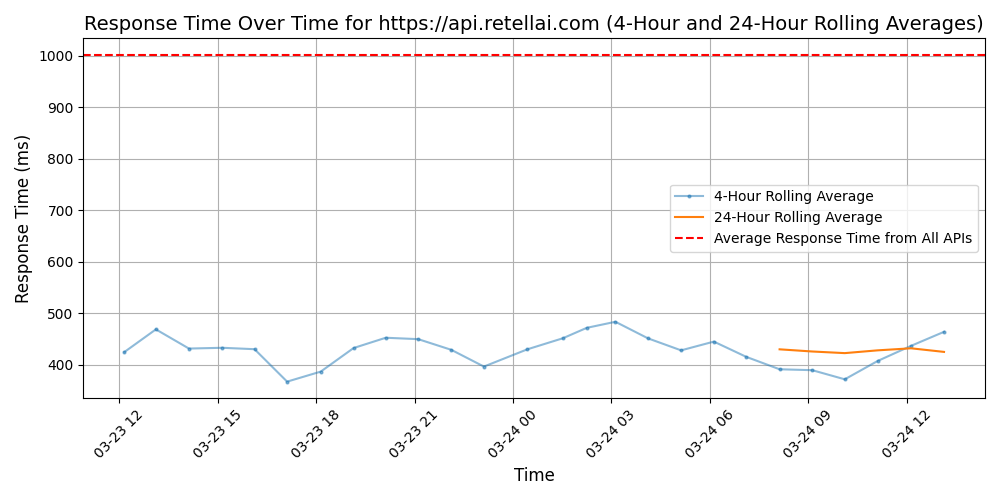 Response Time Over Time for https://api.retellai.com (4-Hour and 24-Hour Rolling Averages)
Response Time (ms)
1000
900
800
700
600
500
400
4-Hour Rolling Average
24-Hour Rolling Average
Average Response Time from All APIs
03-23 12
03-23 15
03-23 18
03-23 21
03-24 00
03-24 03
03-24 06
03-24 09
03-24 12
Time